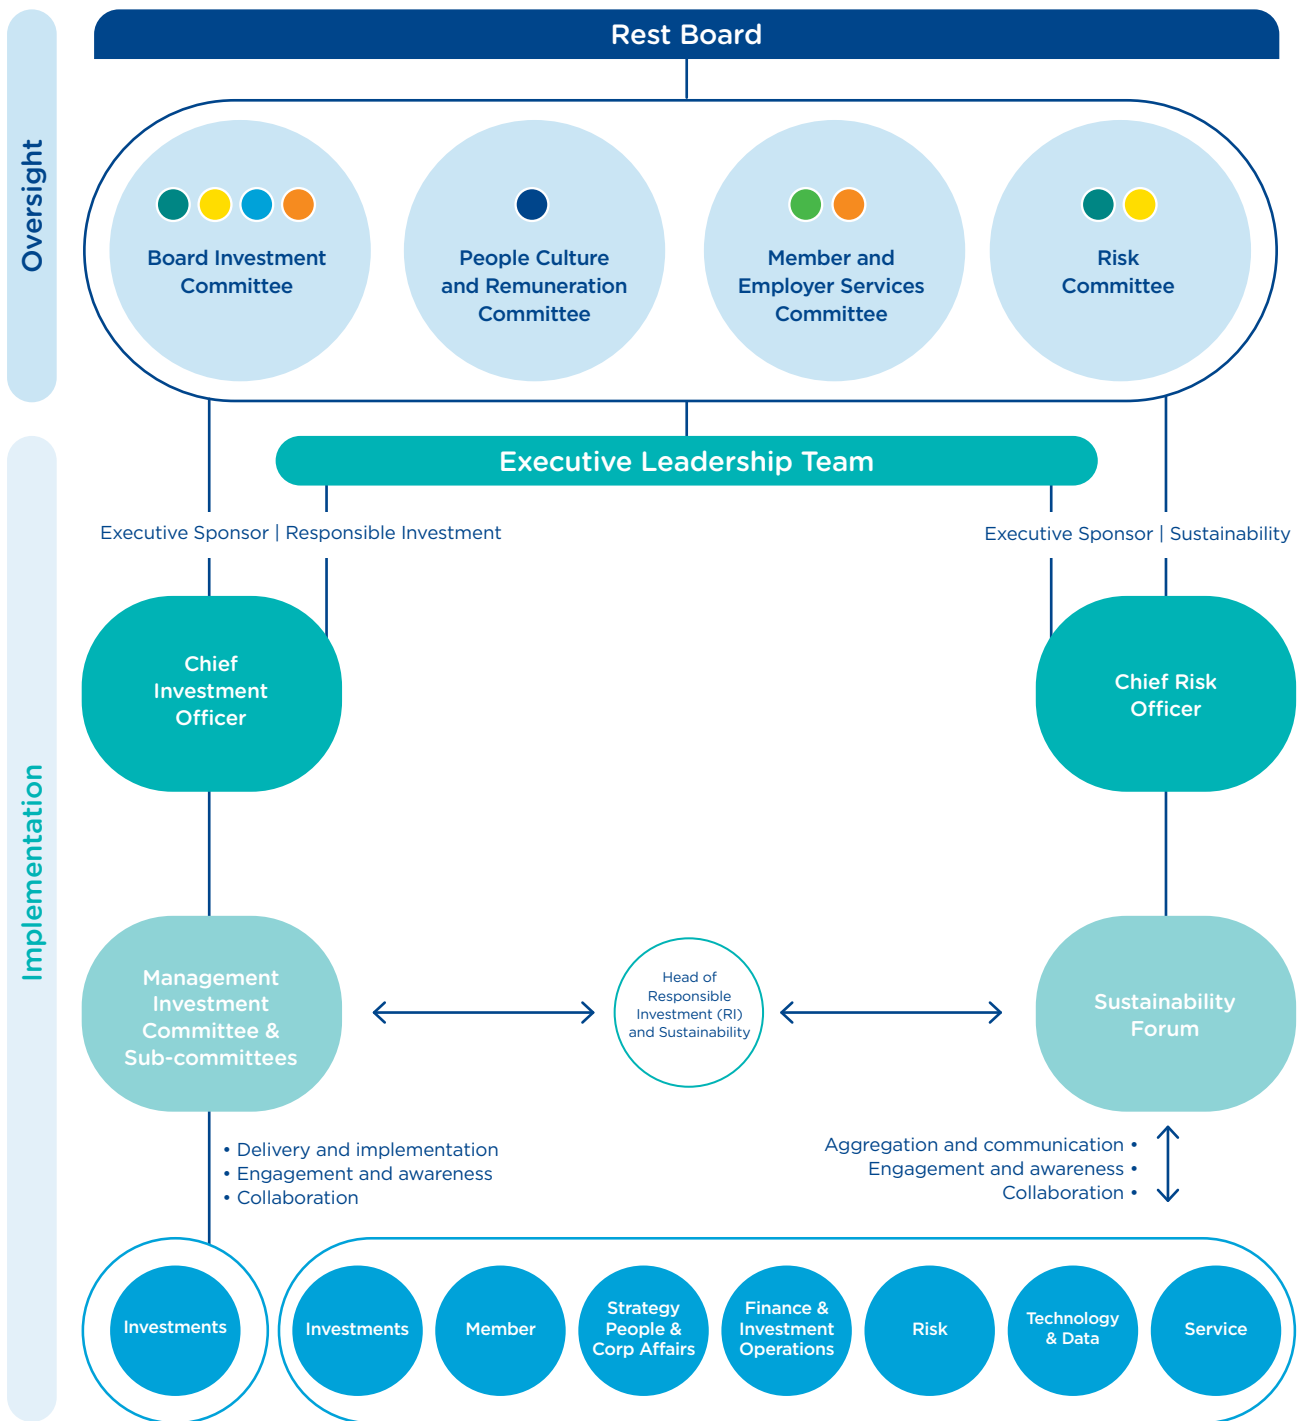 Rest Board
Oversight
Board Investment
Committee
People Culture
and Remuneration
Committee
Member and
Employer Services
Committee
Risk
Committee
Implementation
Executive Leadership Team
Executive Sponsor | Responsible Investment
Executive Sponsor | Sustainability
Chief
Investment
Officer
Chief Risk
Officer
Management
Investment
Committee &
Sub-committees
Head of
Responsible
Investment (RI)
and Sustainability
Sustainability
Forum
• Delivery and implementation
• Engagement and awareness
• Collaboration
Aggregation and communication •
Engagement and awareness •
Collaboration •
Investments
Investments
Member
Strategy
People &
Corp Affairs
Finance &
Investment
Operations
Risk
Technology
& Data
Service